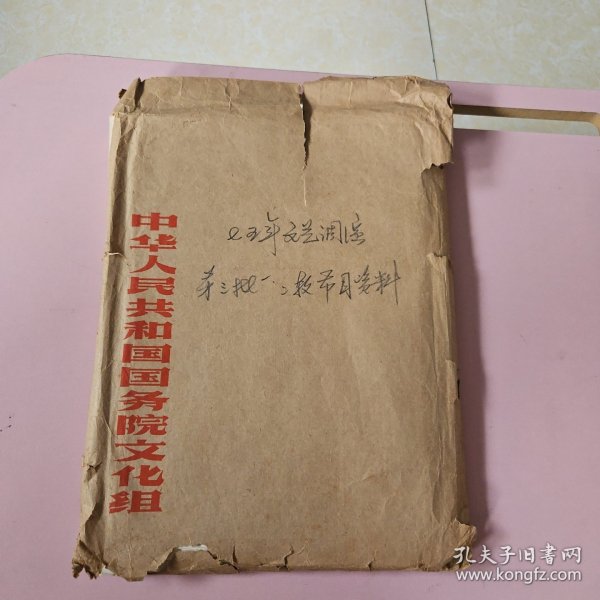 七五年文艺调演
第三批一、二板节目资料
中华人民共和国国务院文化组
孔夫子旧书网
www.kongfz.com